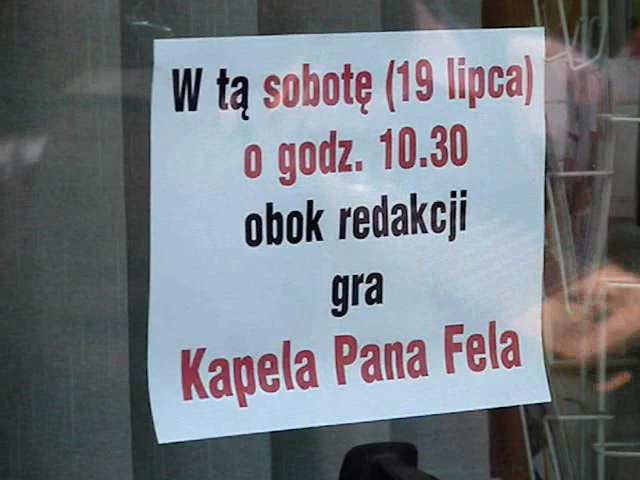 W tą sobotę (19 lipca)
o godz. 10.30
obok redakcji
gra
Kapela Pana Fela